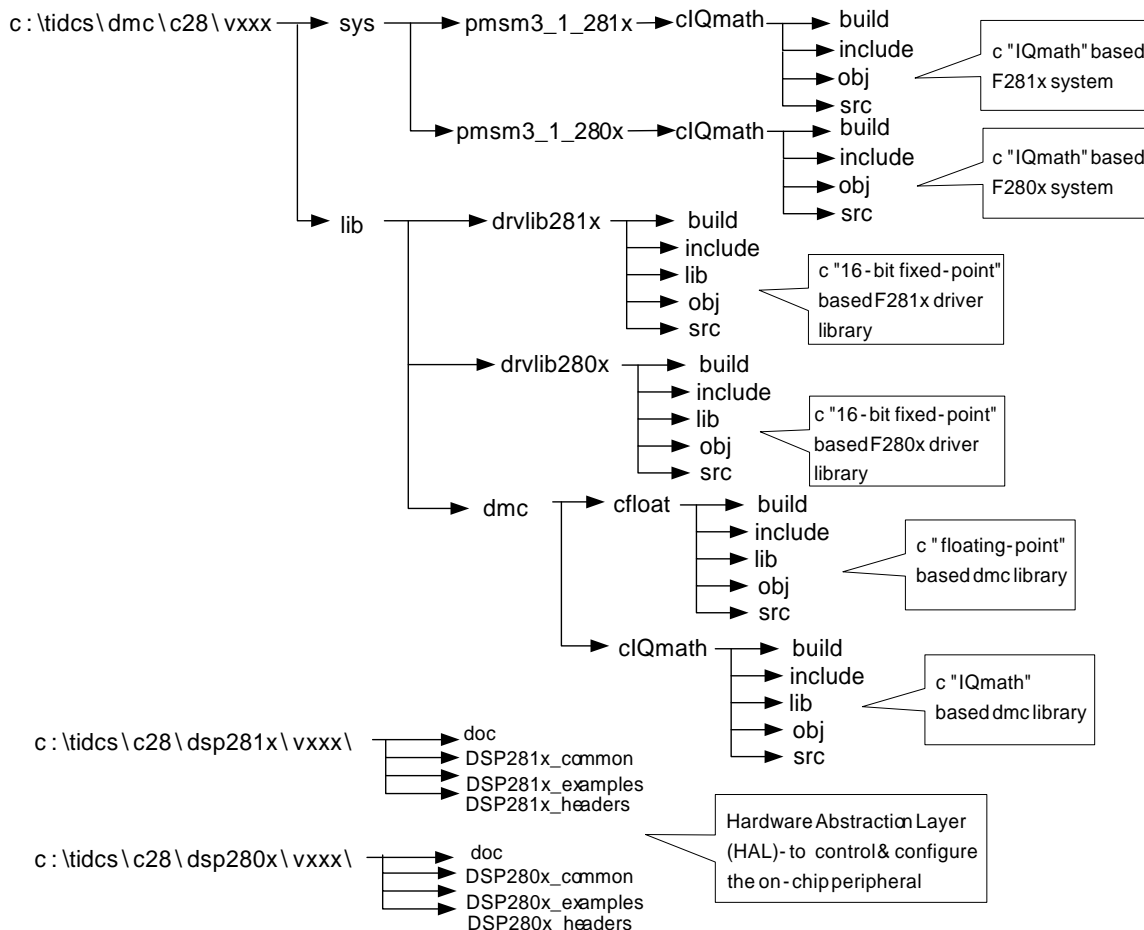 c:\tidcs\dmc\c28\vxxx
sys
pmsm3_1_281x
cIQmath
build
include
obj
src
c "IQmath" based
F281x system
pmsm3_1_280x
cIQmath
build
include
obj
src
c "IQmath" based
F280x system
lib
drvlib281x
build
include
lib
obj
src
c "16-bit fixed-point"
based F281x driver
library
drvlib280x
build
include
lib
obj
src
c "16-bit fixed-point"
based F280x driver
library
dmc
cfloat
build
include
lib
obj
src
c "floating-point"
based dmc library
cIQmath
build
include
lib
obj
src
c "IQmath"
based dmc library
c:\tidcs\c28\dsp281x\vxxx\
doc
DSP281x_common
DSP281x_examples
DSP281x_headers
c:\tidcs\c28\dsp280x\vxxx\
doc
DSP280x_common
DSP280x_examples
DSP280x_headers
Hardware Abstraction Layer
(HAL)- to control & configure
the on-chip peripheral